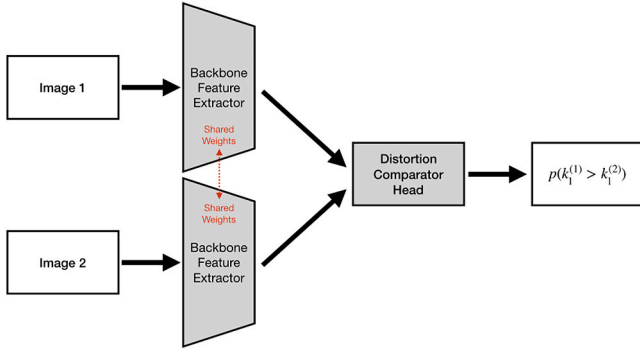 Image 1
Backbone
Feature
Extractor
Shared
Weights
Shared
Weights
Backbone
Feature
Extractor
Image 2
Distortion
Comparator
Head
p(k₁⁽¹⁾ > k₁⁽²⁾)